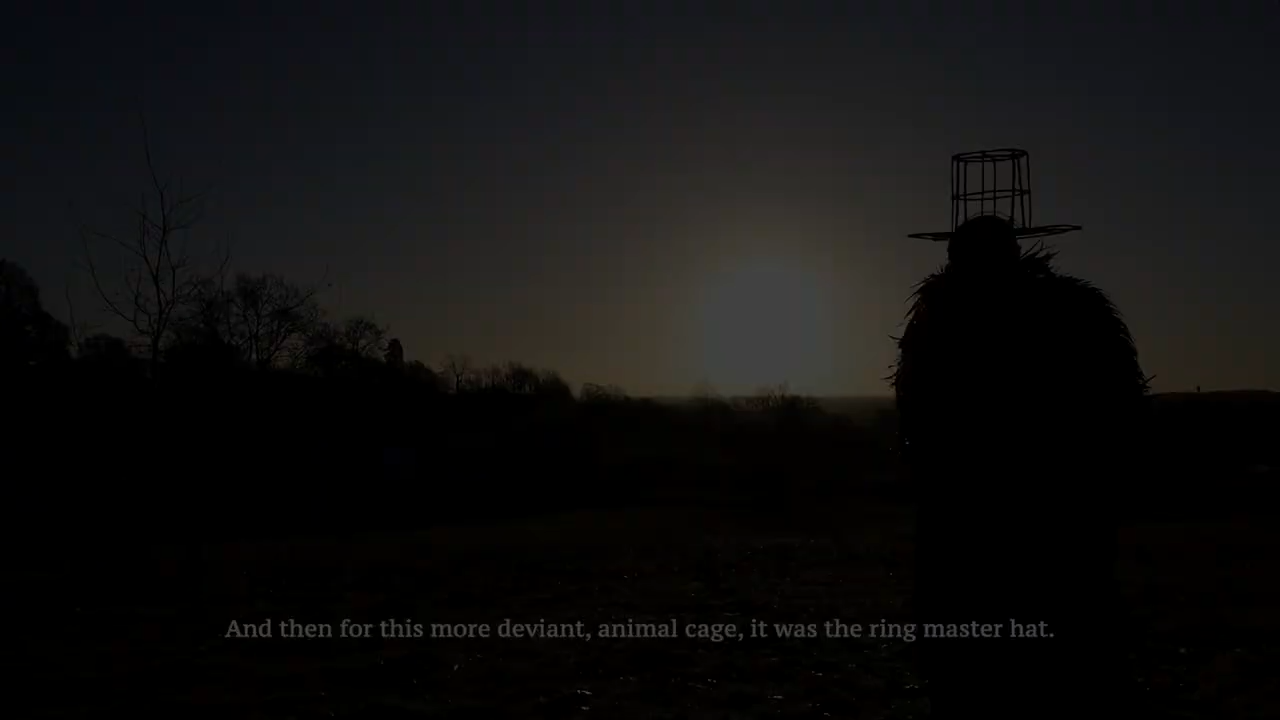 And then for this more deviant, animal cage, it was the ring master hat.